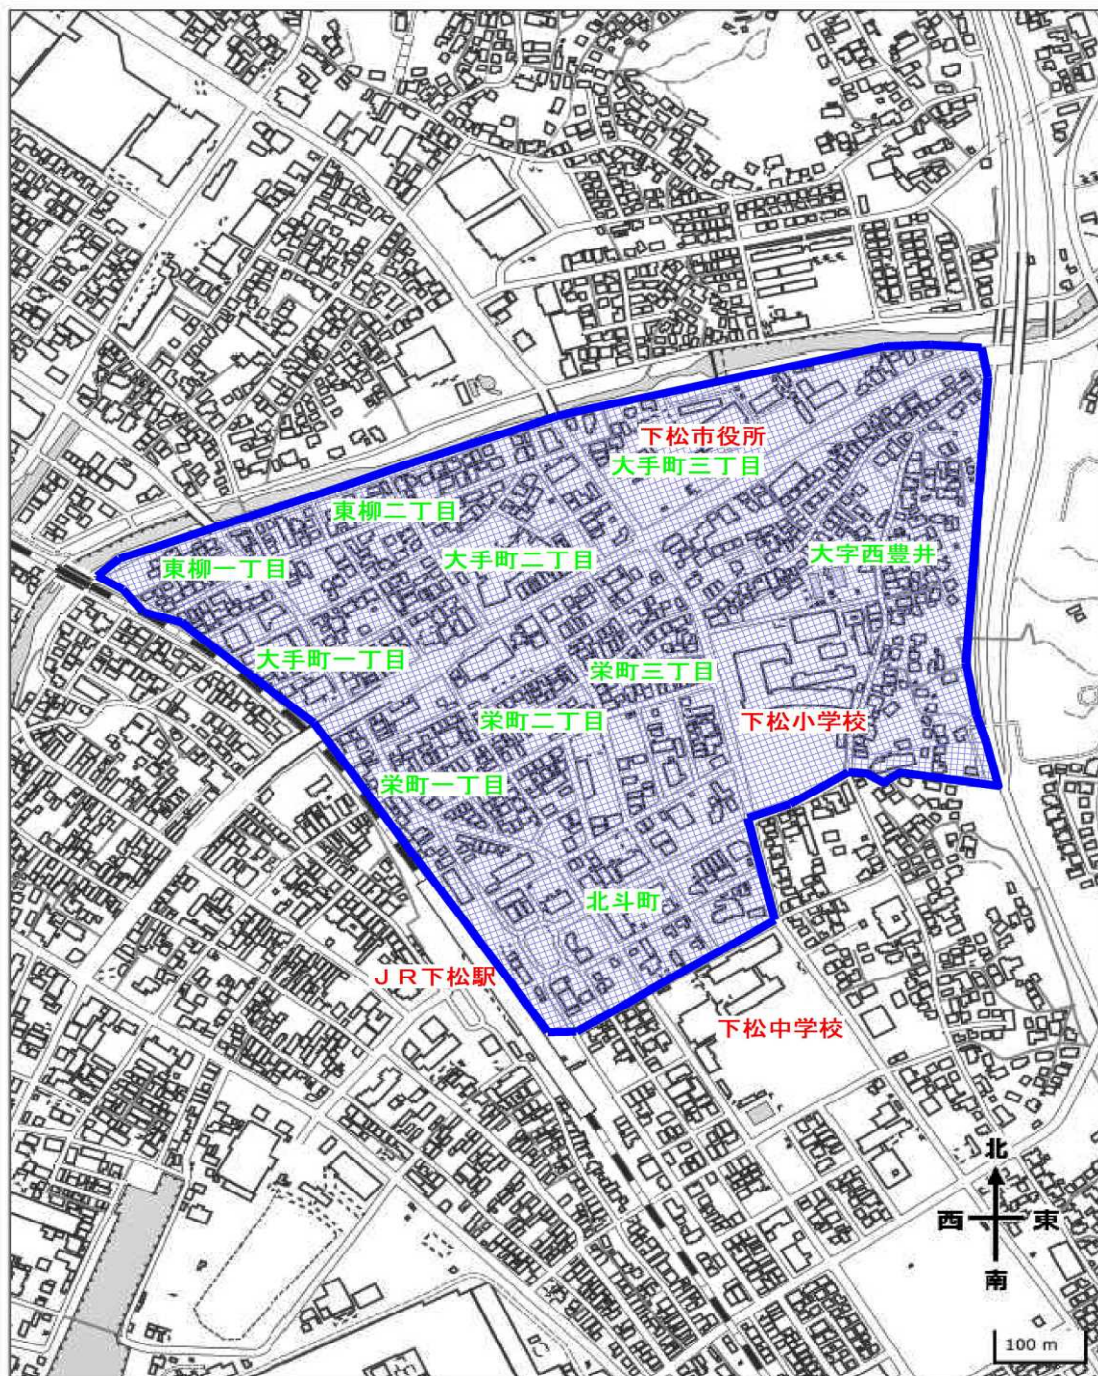 下松市役所
大手町三丁目
東柳二丁目
大手町二丁目
大字西豊井
東柳一丁目
大手町一丁目
栄町三丁目
栄町二丁目
下松小学校
栄町一丁目
北斗町
JR下松駅
下松中学校
北
西 東
南
100 m